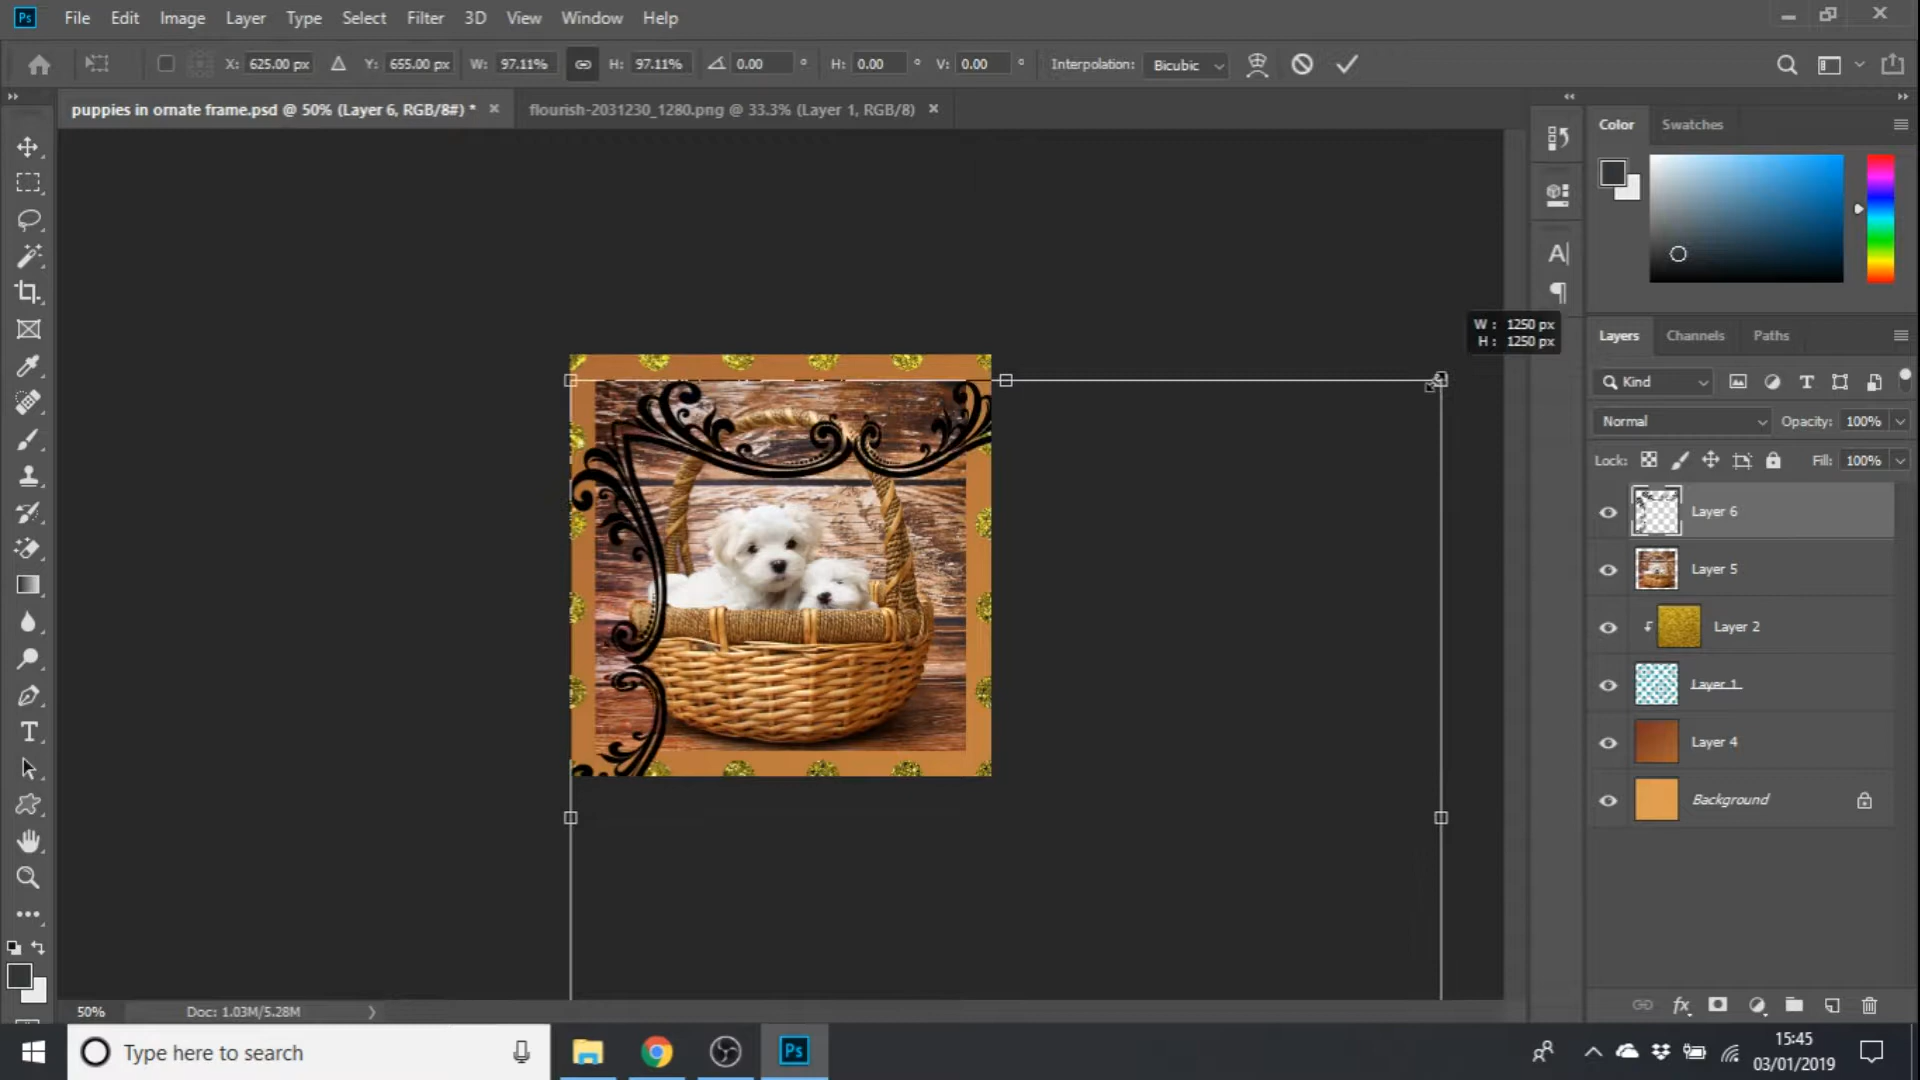 Ps File Edit Image Layer Type Select Filter 3D View Window Help
X: 625.00 px Y: 655.00 px W: 97.11% H: 97.11% 0.00 ° H: 0.00 ° V: 0.00 ° Interpolation: Bicubic
puppies in ornate frame.psd @ 50% (Layer 6, RGB/8#) * × flourish-2031230_1280.png @ 33.3% (Layer 1, RGB/8) ×
Color Swatches
W : 1250 px
H : 1250 px
Layers Channels Paths
Kind
Normal Opacity: 100%
Lock: Fill: 100%
Layer 6
Layer 5
Layer 2
Layer 1
Layer 4
Background
50% Doc: 1.03M/5.28M
fx
Type here to search
Ps
15:45
03/01/2019